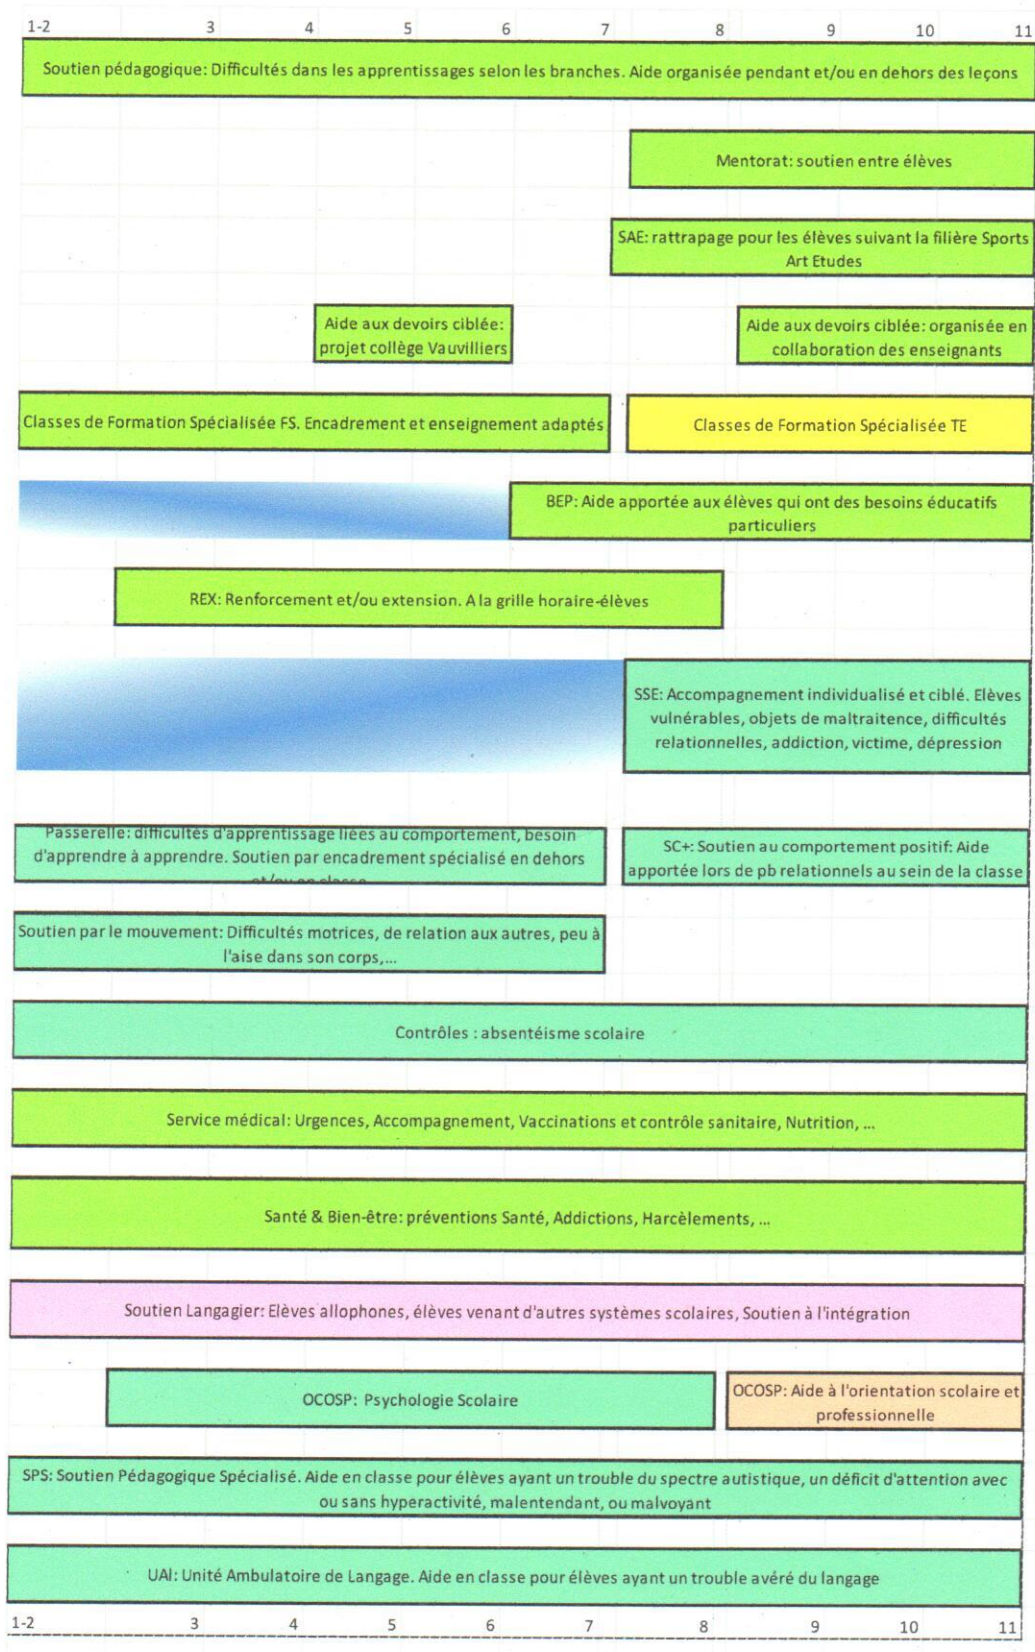 1-2 3 4 5 6 7 8 9 10 11
Soutien pédagogique: Difficultés dans les apprentissages selon les branches. Aide organisée pendant et/ou en dehors des leçons
Mentorat: soutien entre élèves
SAE: rattrapage pour les élèves suivant la filière Sports
Art Etudes
Aide aux devoirs ciblée:
projet collège Vauvilliers
Aide aux devoirs ciblée: organisée en
collaboration des enseignants
Classes de Formation Spécialisée FS. Encadrement et enseignement adaptés
Classes de Formation Spécialisée TE
BEP: Aide apportée aux élèves qui ont des besoins éducatifs
particuliers
REX: Renforcement et/ou extension. A la grille horaire-élèves
SSE: Accompagnement individualisé et ciblé. Elèves
vulnérables, objets de maltraitence, difficultés
relationnelles, addiction, victime, dépression
Passerelle: difficultés d'apprentissage liées au comportement, besoin
d'apprendre à apprendre. Soutien par encadrement spécialisé en dehors
et/ou en classe
SC+: Soutien au comportement positif: Aide
apportée lors de pb relationnels au sein de la classe
Soutien par le mouvement: Difficultés motrices, de relation aux autres, peu à
l'aise dans son corps,...
Contrôles : absentéisme scolaire
Service médical: Urgences, Accompagnement, Vaccinations et contrôle sanitaire, Nutrition, ...
Santé & Bien-être: préventions Santé, Addictions, Harcèlements, ...
Soutien Langagier: Elèves allophones, élèves venant d'autres systèmes scolaires, Soutien à l'intégration
OCOSP: Psychologie Scolaire
OCOSP: Aide à l'orientation scolaire et
professionnelle
SPS: Soutien Pédagogique Spécialisé. Aide en classe pour élèves ayant un trouble du spectre autistique, un déficit d'attention avec
ou sans hyperactivité, malentendant, ou malvoyant
UAl: Unité Ambulatoire de Langage. Aide en classe pour élèves ayant un trouble avéré du langage
1-2 3 4 5 6 7 8 9 10 11